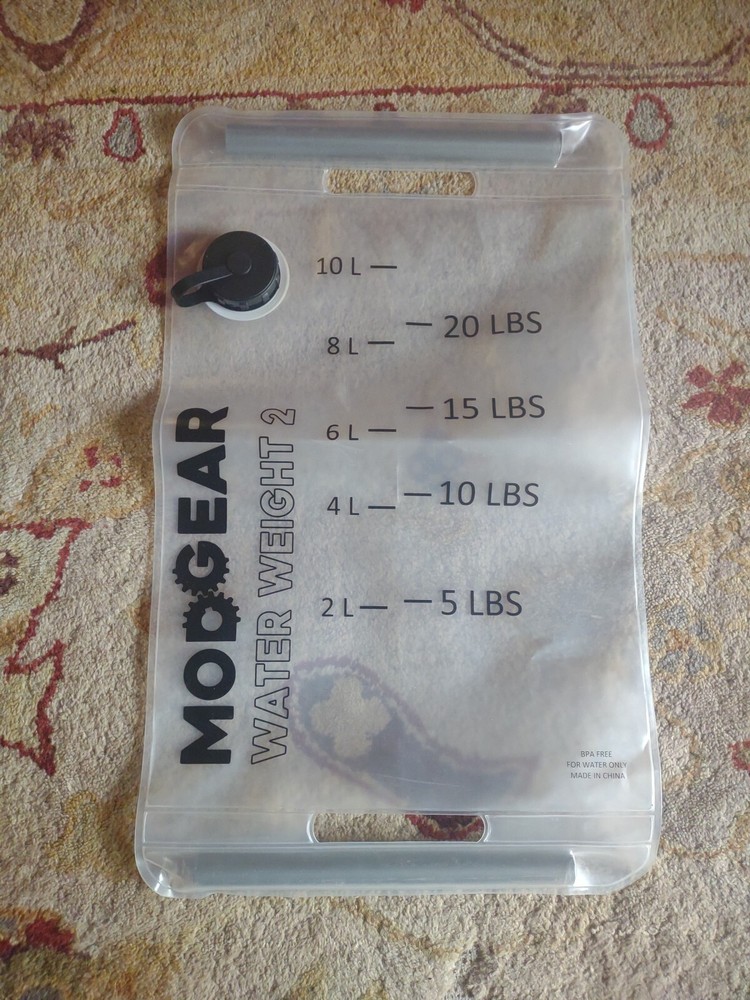 10 L
20 LBS
8 L
15 LBS
6 L
10 LBS
4 L
5 LBS
2 L
MODGEAR
WATER WEIGHT 2
BPA FREE
FOR WATER ONLY
MADE IN CHINA